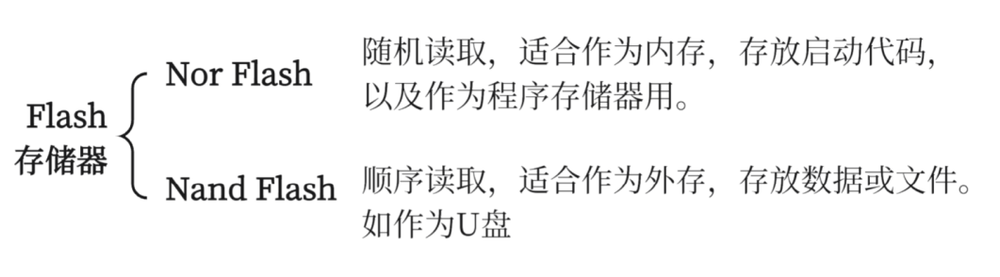 Flash
存储器
Nor Flash
随机读取，适合作为内存，存放启动代码，
以及作为程序存储器用。
Nand Flash
顺序读取，适合作为外存，存放数据或文件。
如作为U盘